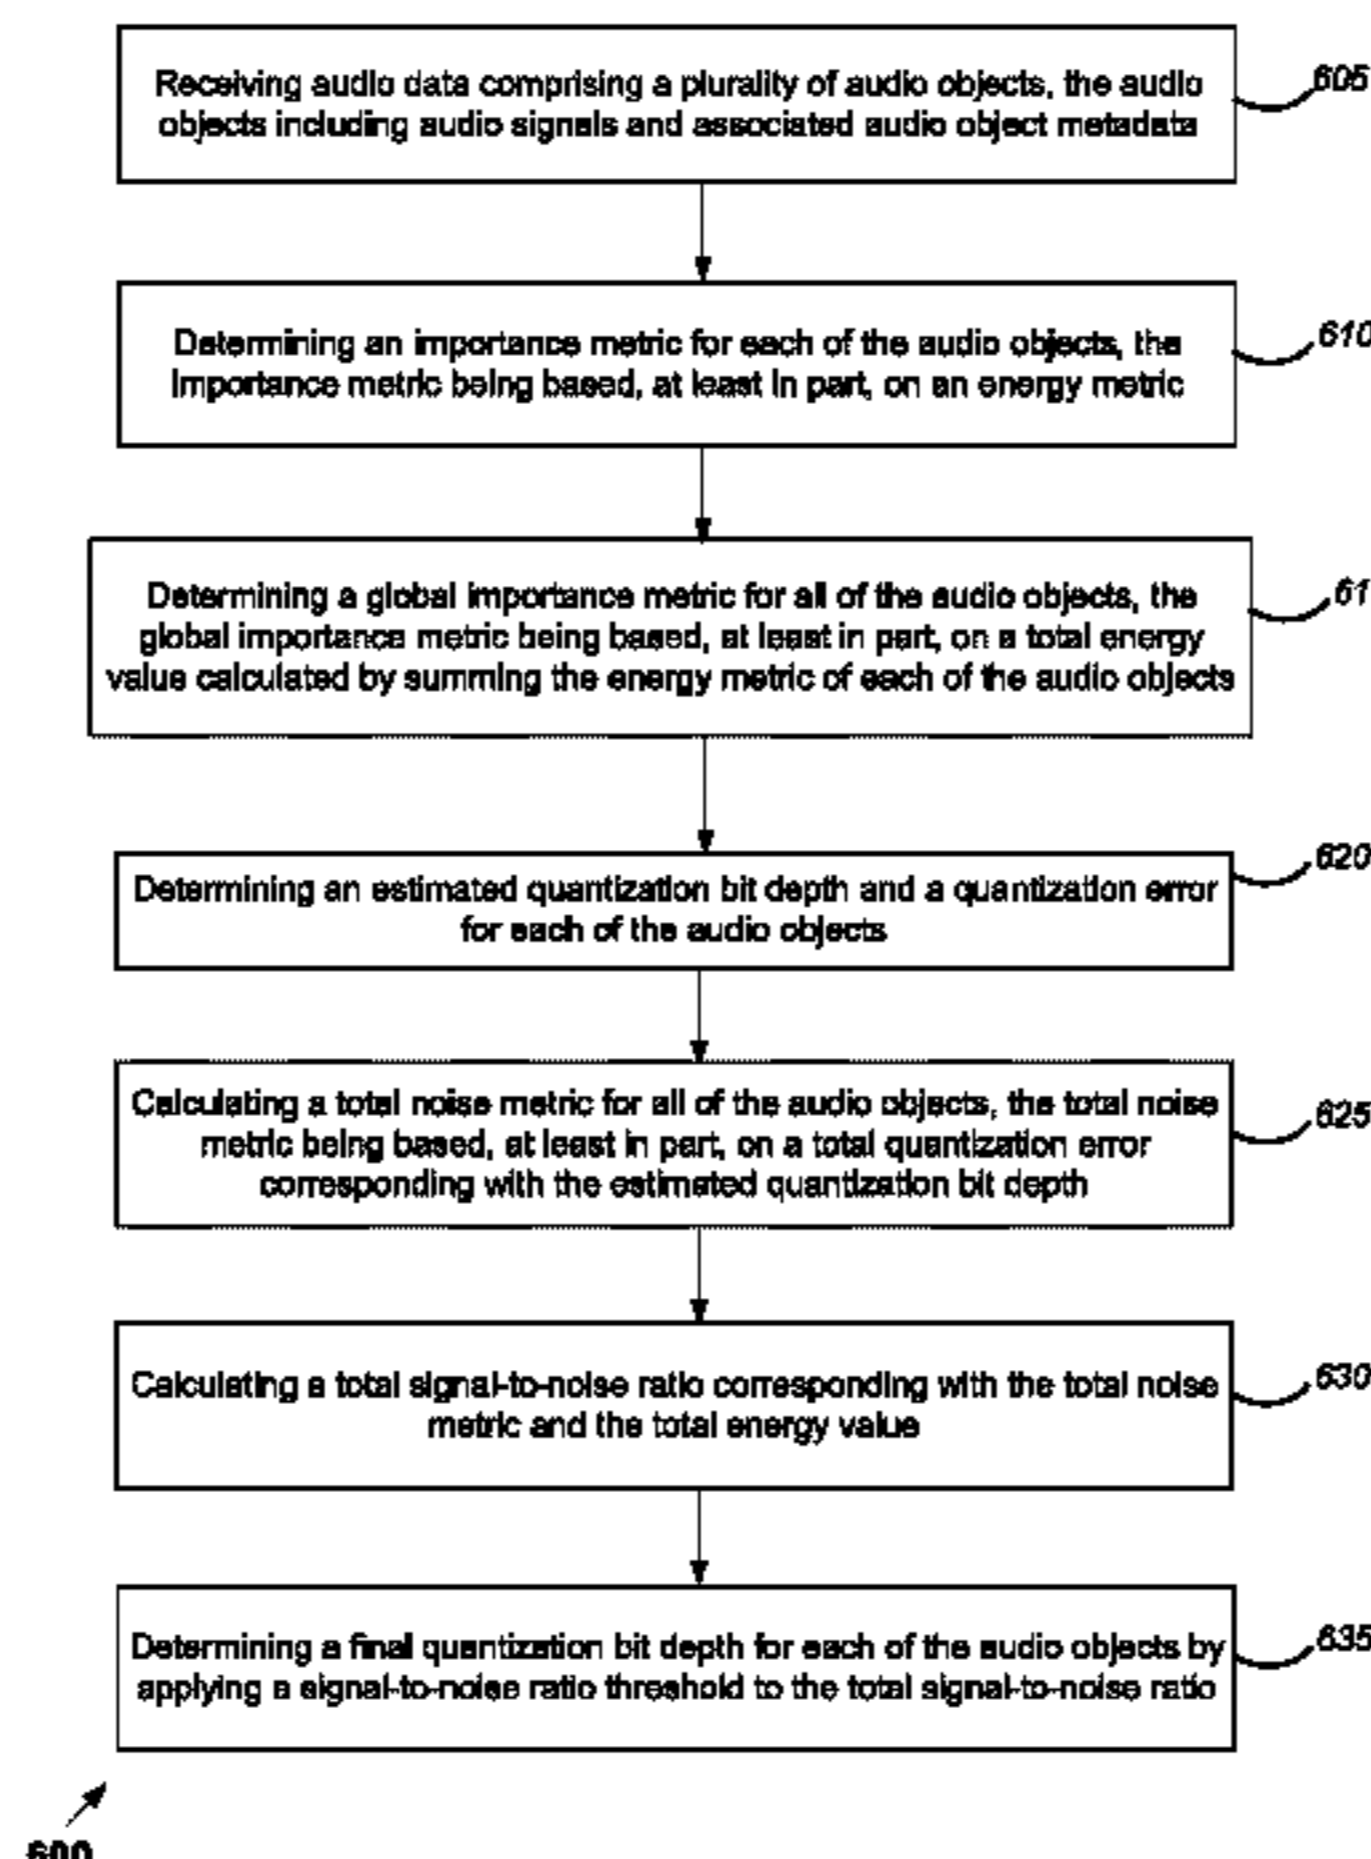 Receiving audio data comprising a plurality of audio objects, the audio
objects including audio signals and associated audio object metadata
605
Determining an importance metric for each of the audio objects, the
importance metric being based, at least in part, on an energy metric
610
Determining a global importance metric for all of the audio objects, the
global importance metric being based, at least in part, on a total energy
value calculated by summing the energy metric of each of the audio objects
61
Determining an estimated quantization bit depth and a quantization error
for each of the audio objects
620
Calculating a total noise metric for all of the audio objects, the total noise
metric being based, at least in part, on a total quantization error
corresponding with the estimated quantization bit depth
625
Calculating a total signal-to-noise ratio corresponding with the total noise
metric and the total energy value
630
Determining a final quantization bit depth for each of the audio objects by
applying a signal-to-noise ratio threshold to the total signal-to-noise ratio
635
600